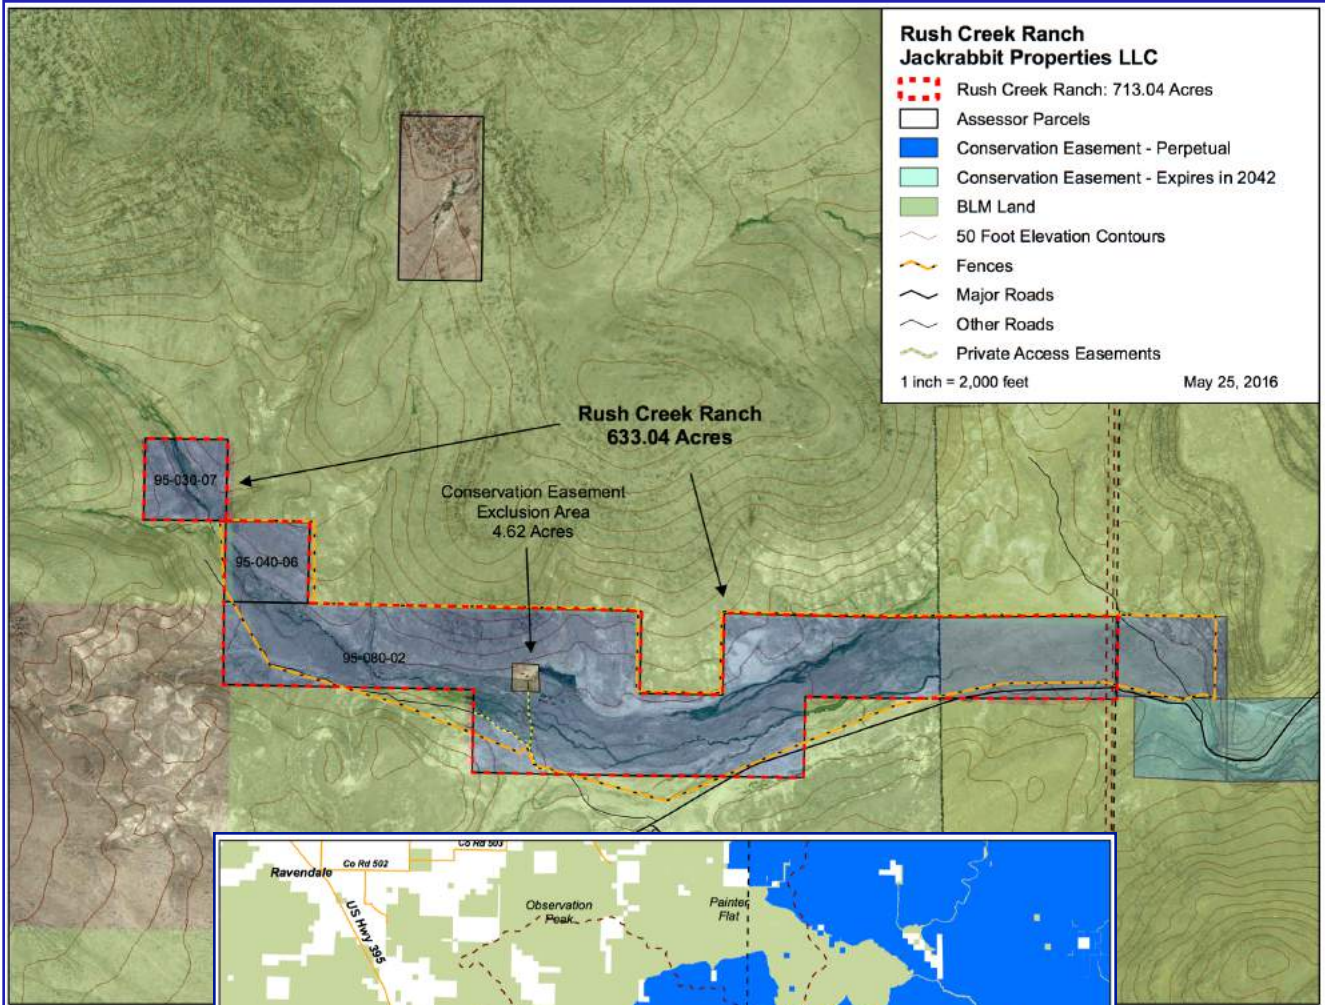 Rush Creek Ranch
Jackrabbit Properties LLC
Rush Creek Ranch: 713.04 Acres
Assessor Parcels
Conservation Easement - Perpetual
Conservation Easement - Expires in 2042
BLM Land
50 Foot Elevation Contours
Fences
Major Roads
Other Roads
Private Access Easements
1 inch = 2,000 feet
May 25, 2016
Rush Creek Ranch
633.04 Acres
95-030-07
Conservation Easement
Exclusion Area
4.62 Acres
95-040-06
95-080-02
Co Rd 503
Co Rd 502
Ravendale
US Hwy 395
Observation
Peak
Painter
Flat